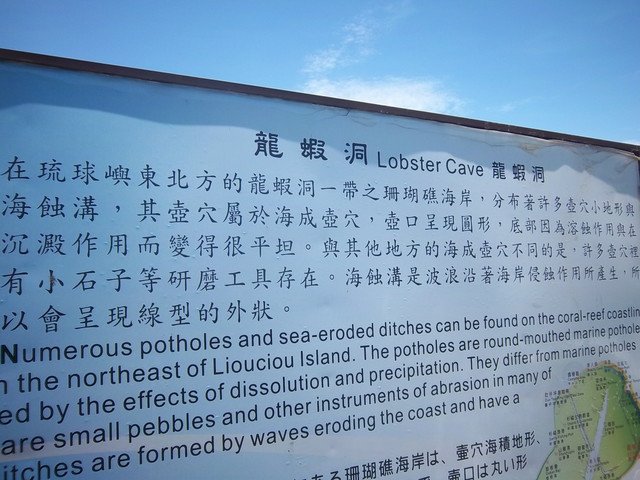 龍蝦洞 Lobster Cave 龍蝦洞
在琉球嶼東北方的龍蝦洞一帶之珊瑚礁海岸，分布著許多壺穴小地形與
海蝕溝，其壺穴屬於海成壺穴，壺口呈現圓形，底部因為溶蝕作用與在
沉澱作用而變得很平坦。與其他地方的海成壺穴不同的是，許多壺穴裡
有小石子等研磨工具存在。海蝕溝是波浪沿著海岸侵蝕作用所產生，所
以會呈現線型的外狀。
Numerous potholes and sea-eroded ditches can be found on the coral-reef coastlin
n the northeast of Liouciou Island. The potholes are round-mouthed marine pothole
ed by the effects of dissolution and precipitation. They differ from marine potholes
are small pebbles and other instruments of abrasion in many of
itches are formed by waves eroding the coast and have a
る珊瑚礁海岸は、壺穴海積地形、
壺口は丸い形